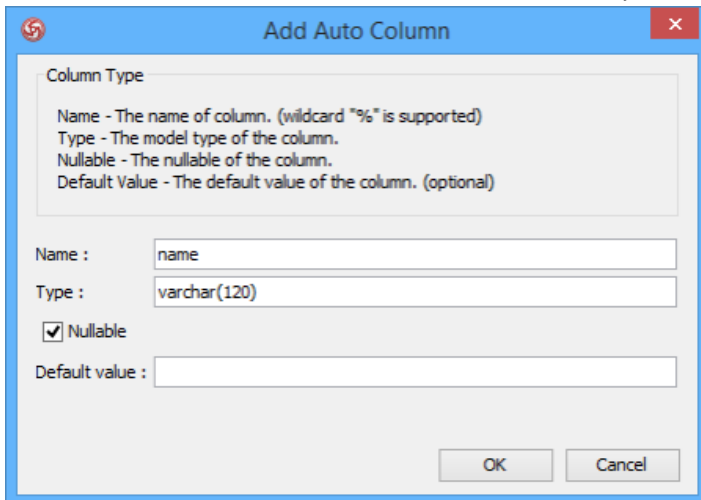 Add Auto Column
Column Type
Name - The name of column. (wildcard "%" is supported)
Type - The model type of the column.
Nullable - The nullable of the column.
Default Value - The default value of the column. (optional)
Name : name
Type : varchar(120)
Nullable
Default value :
OK Cancel